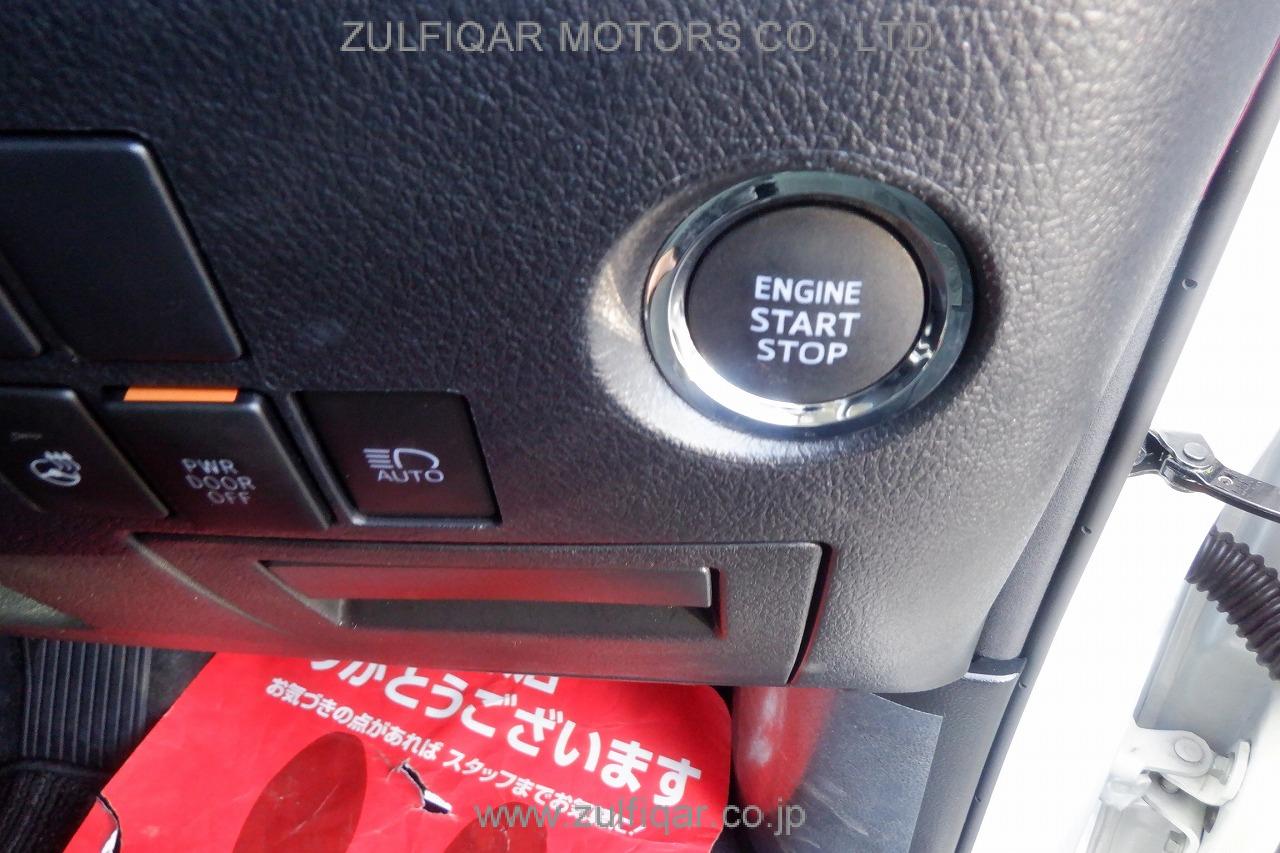 ZULFIQAR MOTORS CO., LTD
ENGINE
START
STOP
PWR
DOOR
OFF
AUTO
りがとうございます
お気づきの点があれば スタッフまでお
www.zulfiqar.co.jp